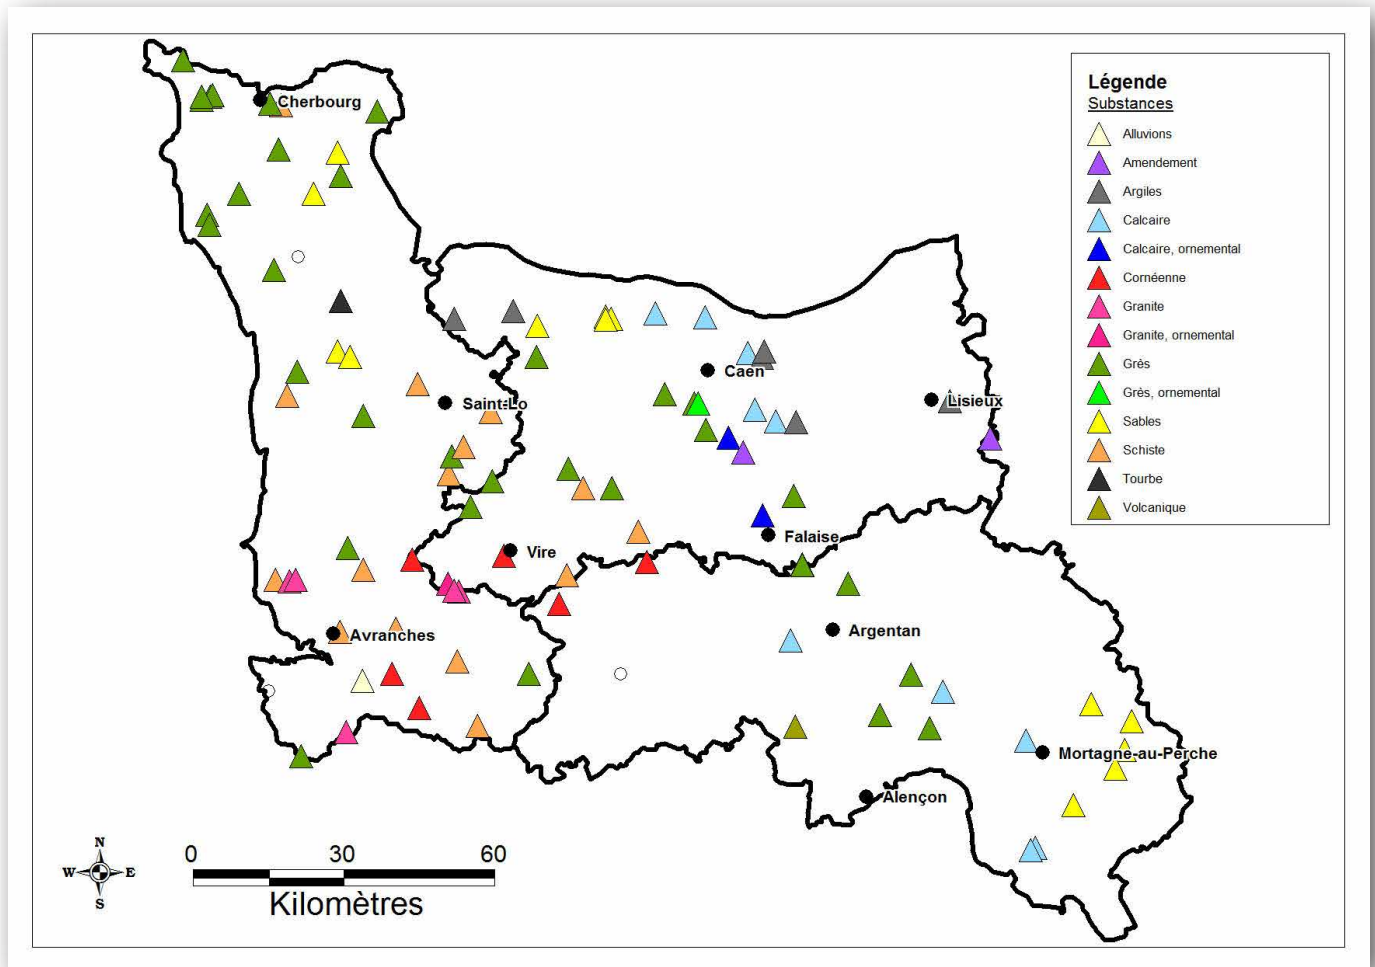 Légende
Substances
Alluvions
Amendement
Argiles
Calcaire
Calcaire, ornemental
Cornéenne
Granite
Granite, ornemental
Grès
Grès, ornemental
Sables
Schiste
Tourbe
Volcanique
Cherbourg
Caen
Saint-Lo
Lisieux
Falaise
Vire
Argentan
Avranches
Mortagne-au-Perche
Alençon
N
W E
S
0 30 60
Kilomètres